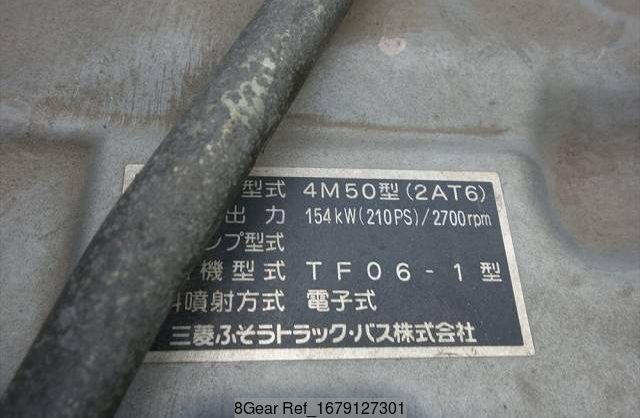 型式 4M50型(2AT6)
出力 154kW(210PS)/2700rpm
ンプ型式
機型式 TF06-1型
噴射方式 電子式
三菱ふそうトラック・バス株式会社
8Gear Ref_1679127301